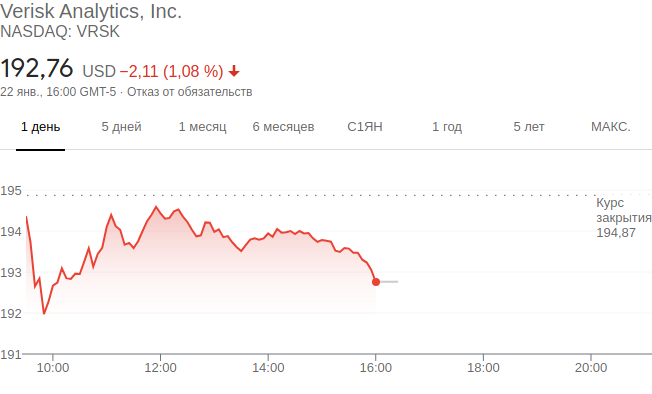 Verisk Analytics, Inc.
NASDAQ: VRSK
192,76 USD −2,11 (1,08 %)
22 янв., 16:00 GMT-5 · Отказ от обязательств
1 день 5 дней 1 месяц 6 месяцев С1ЯН 1 год 5 лет МАКС.
195
Курс
закрытия
194,87
194
193
192
191
10:00 12:00 14:00 16:00 18:00 20:00